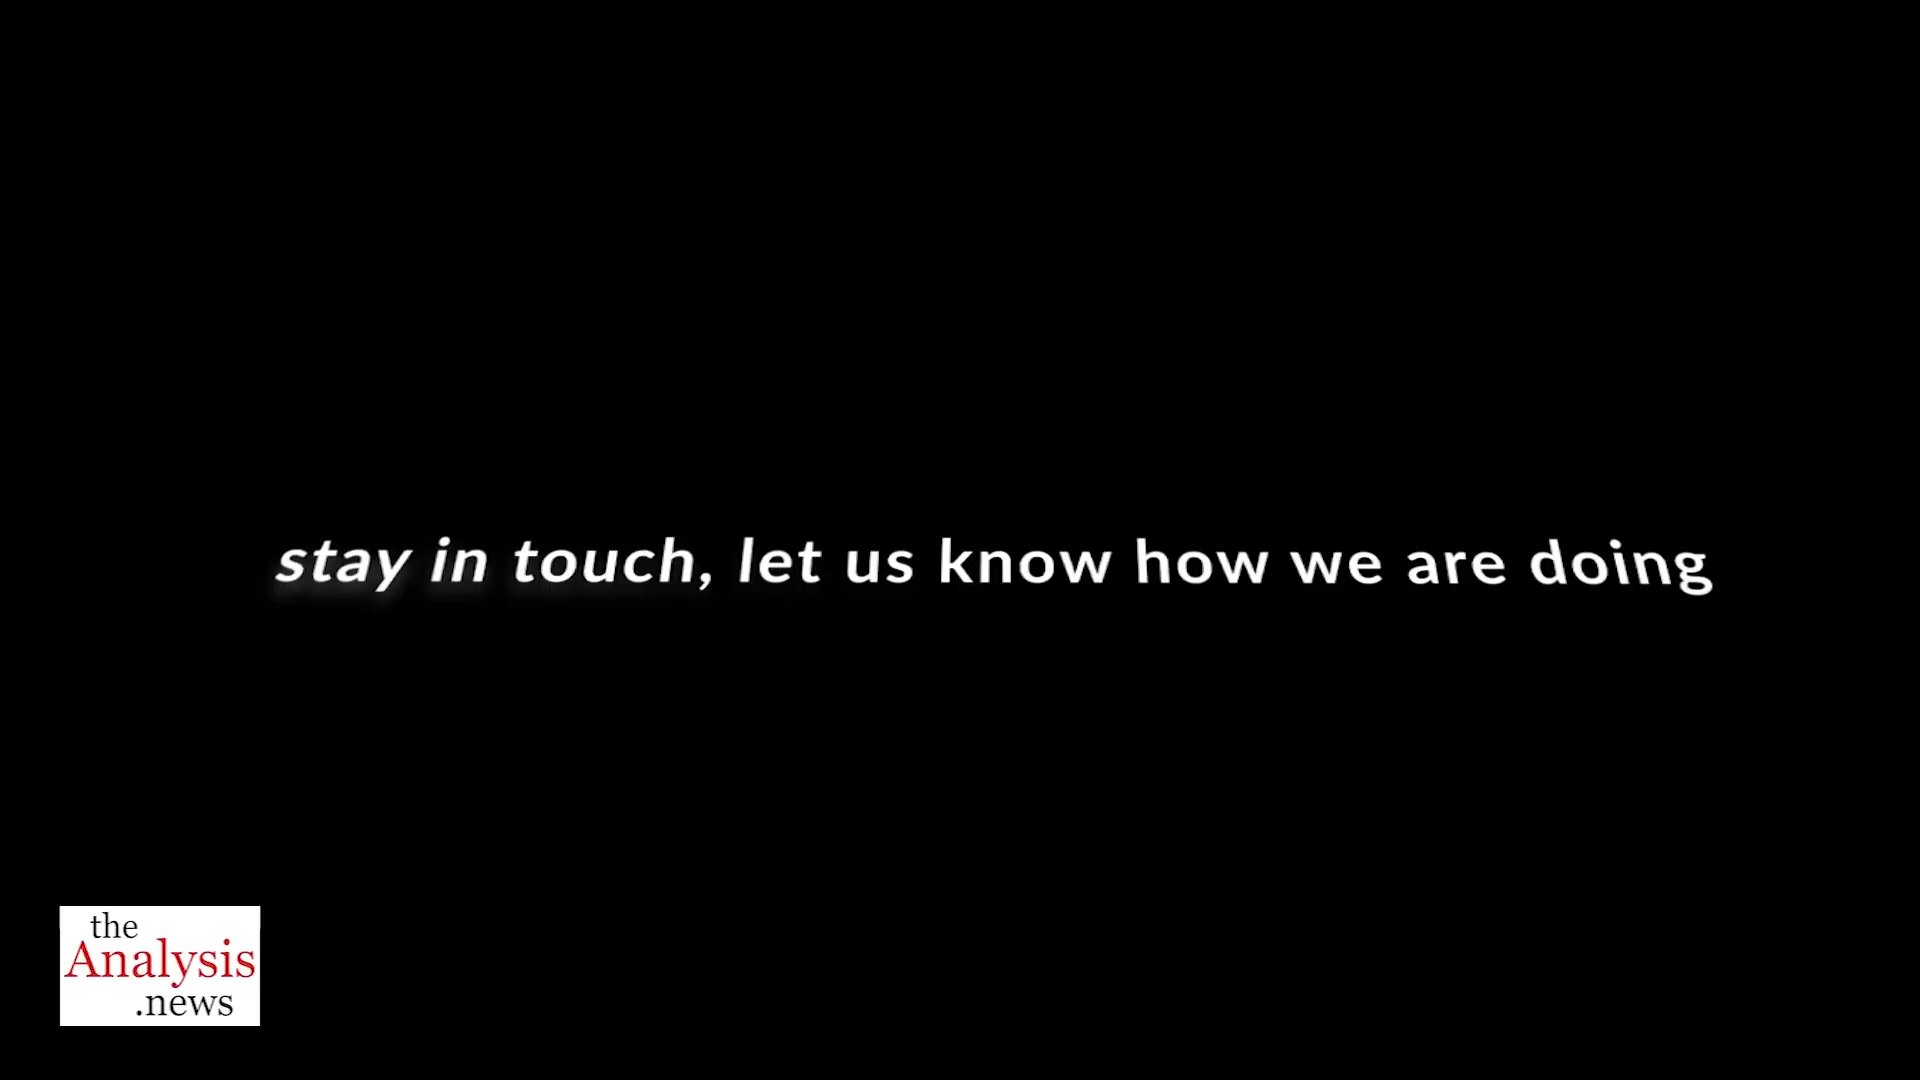 stay in touch, let us know how we are doing
the
Analysis
.news